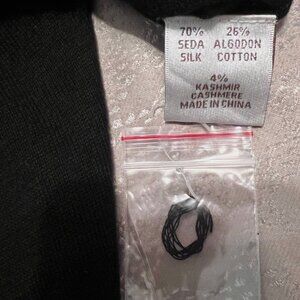 70% 26%
SEDA ALGODON
SILK COTTON
4%
KASHMIR
CASHMERE
MADE IN CHINA